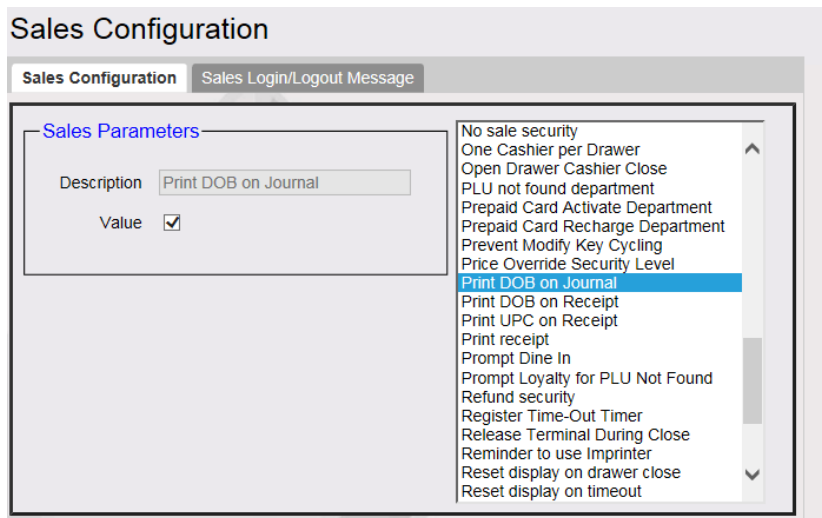 Sales Configuration
Sales Configuration
Sales Login/Logout Message
Sales Parameters
Description
Print DOB on Journal
Value
No sale security
One Cashier per Drawer
Open Drawer Cashier Close
PLU not found department
Prepaid Card Activate Department
Prepaid Card Recharge Department
Prevent Modify Key Cycling
Price Override Security Level
Print DOB on Journal
Print DOB on Receipt
Print UPC on Receipt
Print receipt
Prompt Dine In
Prompt Loyalty for PLU Not Found
Refund security
Register Time-Out Timer
Release Terminal During Close
Reminder to use Imprinter
Reset display on drawer close
Reset display on timeout